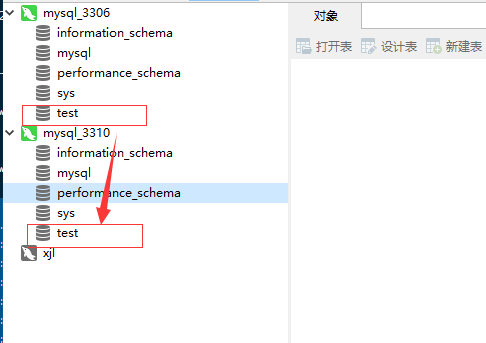 mysql_3306
information_schema
mysql
performance_schema
sys
test
mysql_3310
information_schema
mysql
performance_schema
sys
test
xjl
对象
打开表 设计表 新建表